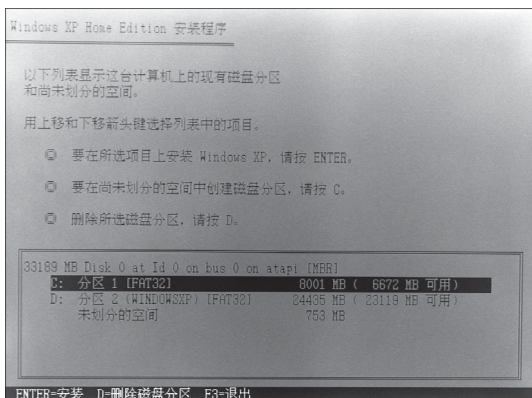 Windows XP Home Edition 安装程序
以下列表显示这台计算机上的现有磁盘分区
和尚未划分的空间。
用上移和下移箭头键选择列表中的项目。
◎ 要在所选项目上安装 Windows XP，请按 ENTER。
◎ 要在尚未划分的空间中创建磁盘分区，请按 C。
◎ 删除所选磁盘分区，请按 D。
33189 MB Disk 0 at Id 0 on bus 0 on atapi [MBR]
C: 分区 1 [FAT32] 8001 MB ( 6672 MB 可用)
D: 分区 2 (WINDOWSXP) [FAT32] 24435 MB ( 23119 MB 可用)
未划分的空间 753 MB
ENTER=安装 D=删除磁盘分区 F3=退出